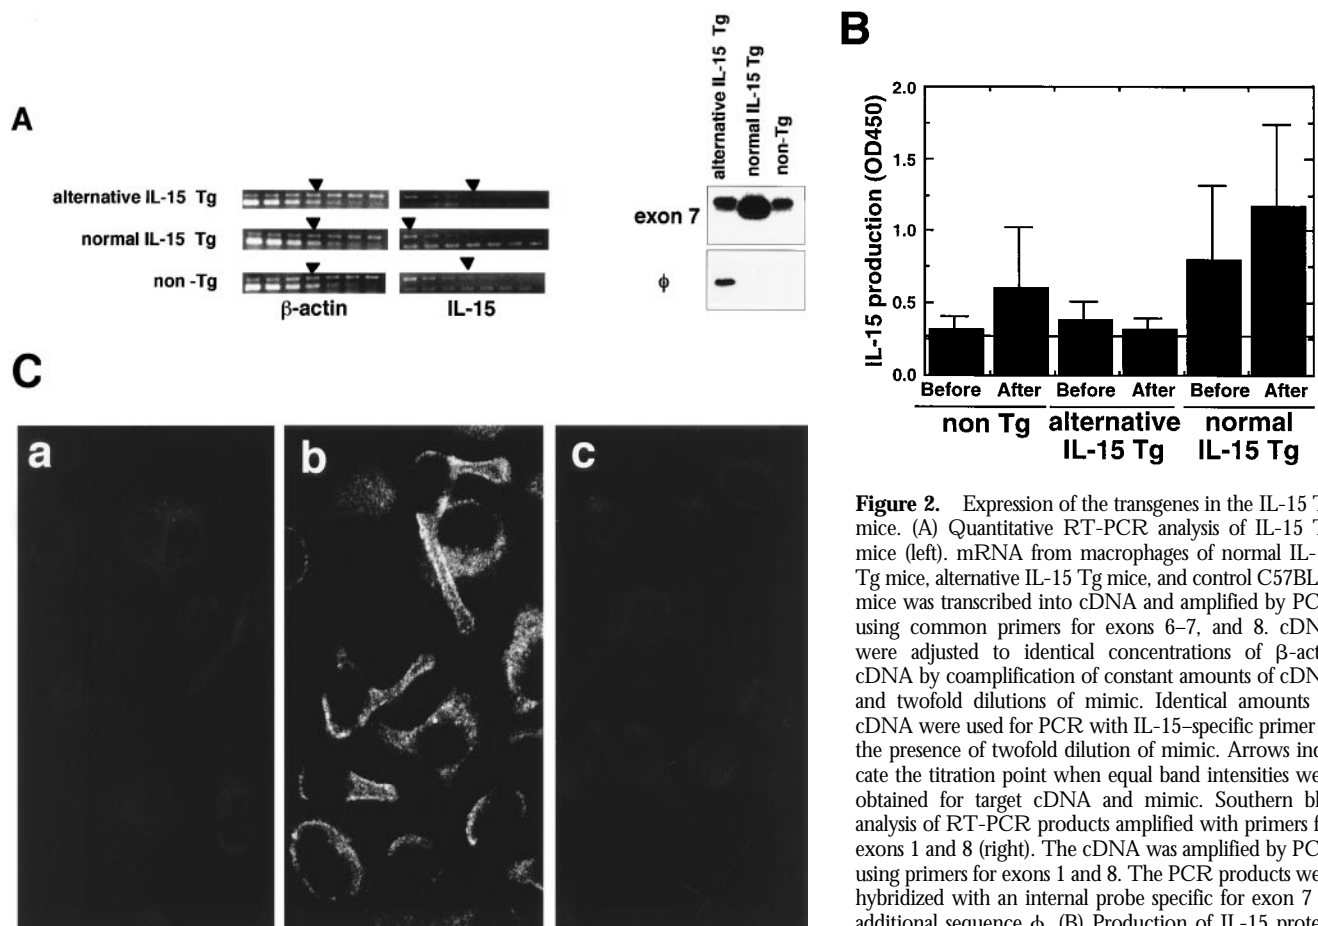 A
alternative IL-15 Tg
normal IL-15 Tg
non -Tg
β-actin
IL-15
alternative IL-15 Tg
normal IL-15 Tg
non-Tg
exon 7
ϕ
B
IL-15 production (OD450)
2.0
1.5
1.0
0.5
0.0
Before After Before After Before After
non Tg alternative normal
IL-15 Tg IL-15 Tg
C
a
b
c
Figure 2. Expression of the transgenes in the IL-15 T
mice. (A) Quantitative RT-PCR analysis of IL-15 T
mice (left). mRNA from macrophages of normal IL-
Tg mice, alternative IL-15 Tg mice, and control C57BL
mice was transcribed into cDNA and amplified by PC
using common primers for exons 6–7, and 8. cDN
were adjusted to identical concentrations of β-act
cDNA by coamplification of constant amounts of cDN
and twofold dilutions of mimic. Identical amounts
cDNA were used for PCR with IL-15–specific primer
the presence of twofold dilution of mimic. Arrows ind
cate the titration point when equal band intensities we
obtained for target cDNA and mimic. Southern bl
analysis of RT-PCR products amplified with primers f
exons 1 and 8 (right). The cDNA was amplified by PC
using primers for exons 1 and 8. The PCR products we
hybridized with an internal probe specific for exon 7
additional sequence ϕ. (B) Production of IL-15 prote